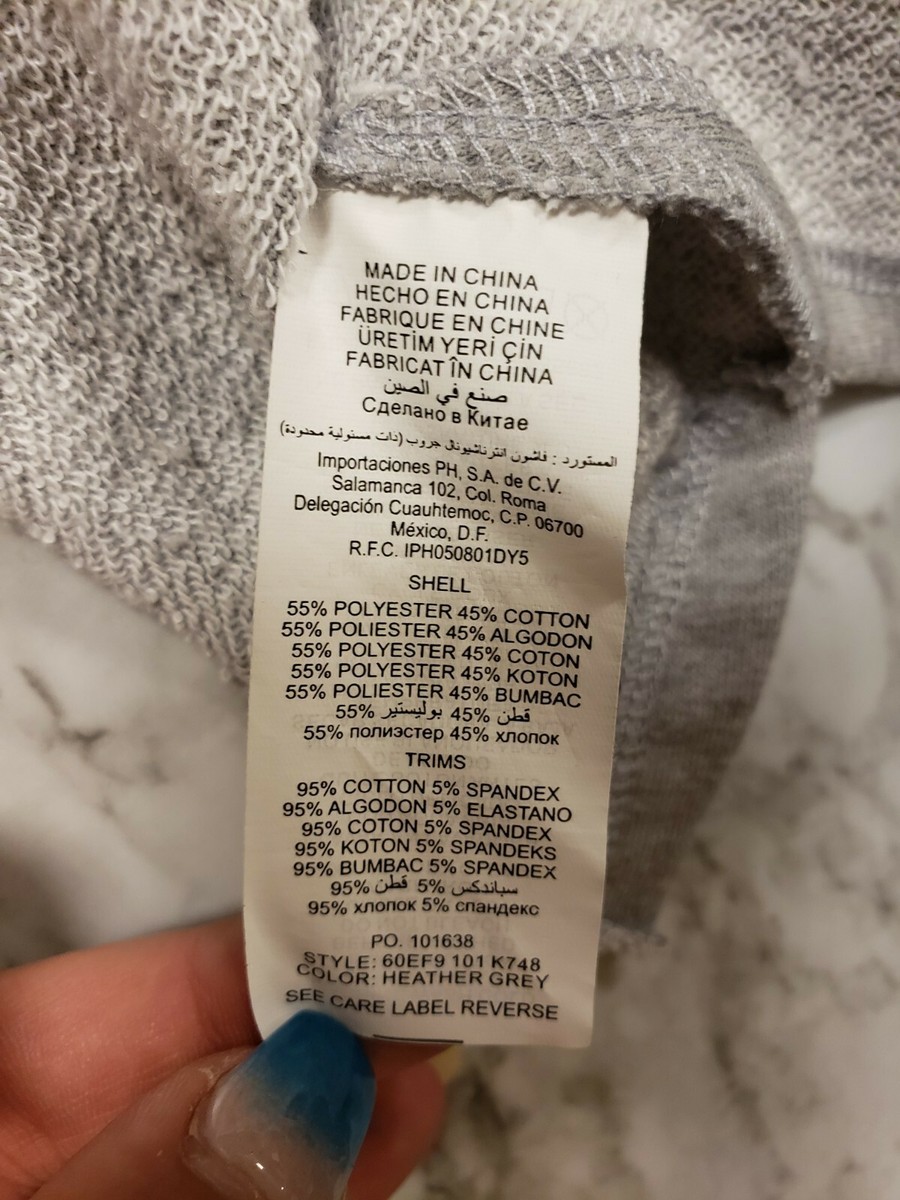 MADE IN CHINA
HECHO EN CHINA
FABRIQUE EN CHINE
ÜRETİM YERİ ÇİN
FABRICAT ÎN CHINA
صنع في الصين
Сделано в Китае
المستورد : فاشون انترناشيونال جروب (ذات مسئولية محدودة)
Importaciones PH, S.A. de C.V.
Salamanca 102, Col. Roma
Delegación Cuauhtemoc, C.P. 06700
México, D.F.
R.F.C. IPH050801DY5
SHELL
55% POLYESTER 45% COTTON
55% POLIESTER 45% ALGODON
55% POLYESTER 45% COTON
55% POLYESTER 45% KOTON
55% POLIESTER 45% BUMBAC
55% بوليستير 45% قطن
55% полиэстер 45% хлопок
TRIMS
95% COTTON 5% SPANDEX
95% ALGODON 5% ELASTANO
95% COTON 5% SPANDEX
95% KOTON 5% SPANDEKS
95% BUMBAC 5% SPANDEX
95% قطن 5% سباندكس
95% хлопок 5% спандекс
PO. 101638
STYLE: 60EF9 101 K748
COLOR: HEATHER GREY
SEE CARE LABEL REVERSE